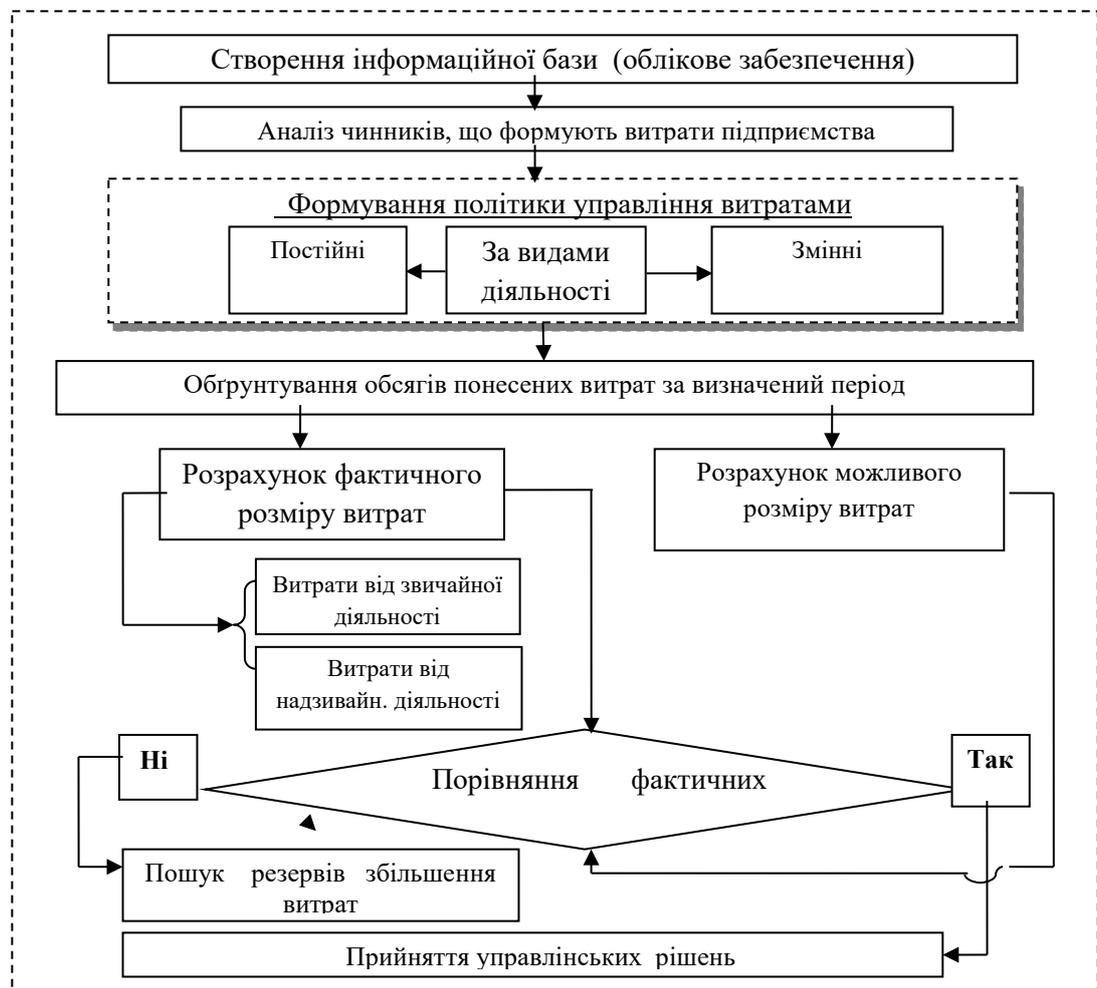 Створення інформаційної бази (облікове забезпечення)
Аналіз чинників, що формують витрати підприємства
Формування політики управління витратами
Постійні
За видами
діяльності
Змінні
Обґрунтування обсягів понесених витрат за визначений період
Розрахунок фактичного
розміру витрат
Розрахунок можливого
розміру витрат
Витрати від звичайної
діяльності
Витрати від
надзивайн. діяльності
Ні
Порівняння фактичних
Так
Пошук резервів збільшення
витрат
Прийняття управлінських рішень